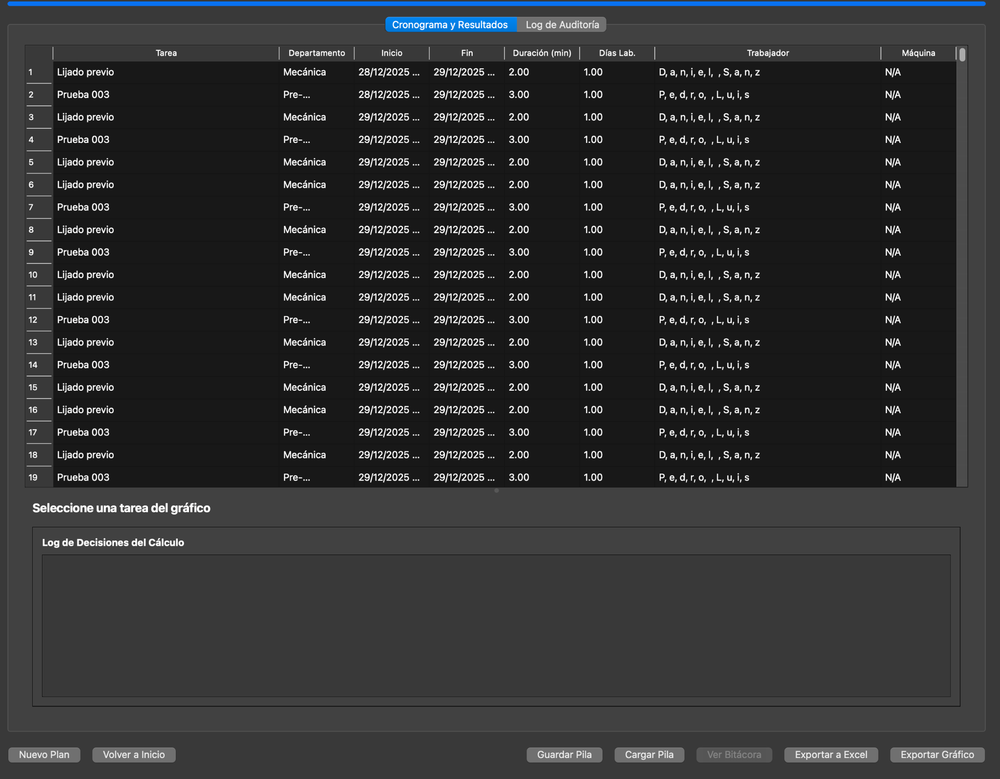 Cronograma y Resultados Log de Auditoría
Tarea Departamento Inicio Fin Duración (min) Días Lab. Trabajador Máquina
1 Lijado previo Mecánica 28/12/2025 ... 29/12/2025 ... 2.00 1.00 D, a, n, i, e, l,  , S, a, n, z N/A
2 Prueba 003 Pre-... 28/12/2025 ... 29/12/2025 ... 3.00 1.00 P, e, d, r, o,  , L, u, i, s N/A
3 Lijado previo Mecánica 29/12/2025 ... 29/12/2025 ... 2.00 1.00 D, a, n, i, e, l,  , S, a, n, z N/A
4 Prueba 003 Pre-... 29/12/2025 ... 29/12/2025 ... 3.00 1.00 P, e, d, r, o,  , L, u, i, s N/A
5 Lijado previo Mecánica 29/12/2025 ... 29/12/2025 ... 2.00 1.00 D, a, n, i, e, l,  , S, a, n, z N/A
6 Lijado previo Mecánica 29/12/2025 ... 29/12/2025 ... 2.00 1.00 D, a, n, i, e, l,  , S, a, n, z N/A
7 Prueba 003 Pre-... 29/12/2025 ... 29/12/2025 ... 3.00 1.00 P, e, d, r, o,  , L, u, i, s N/A
8 Lijado previo Mecánica 29/12/2025 ... 29/12/2025 ... 2.00 1.00 D, a, n, i, e, l,  , S, a, n, z N/A
9 Prueba 003 Pre-... 29/12/2025 ... 29/12/2025 ... 3.00 1.00 P, e, d, r, o,  , L, u, i, s N/A
10 Lijado previo Mecánica 29/12/2025 ... 29/12/2025 ... 2.00 1.00 D, a, n, i, e, l,  , S, a, n, z N/A
11 Lijado previo Mecánica 29/12/2025 ... 29/12/2025 ... 2.00 1.00 D, a, n, i, e, l,  , S, a, n, z N/A
12 Prueba 003 Pre-... 29/12/2025 ... 29/12/2025 ... 3.00 1.00 P, e, d, r, o,  , L, u, i, s N/A
13 Lijado previo Mecánica 29/12/2025 ... 29/12/2025 ... 2.00 1.00 D, a, n, i, e, l,  , S, a, n, z N/A
14 Prueba 003 Pre-... 29/12/2025 ... 29/12/2025 ... 3.00 1.00 P, e, d, r, o,  , L, u, i, s N/A
15 Lijado previo Mecánica 29/12/2025 ... 29/12/2025 ... 2.00 1.00 D, a, n, i, e, l,  , S, a, n, z N/A
16 Lijado previo Mecánica 29/12/2025 ... 29/12/2025 ... 2.00 1.00 D, a, n, i, e, l,  , S, a, n, z N/A
17 Prueba 003 Pre-... 29/12/2025 ... 29/12/2025 ... 3.00 1.00 P, e, d, r, o,  , L, u, i, s N/A
18 Lijado previo Mecánica 29/12/2025 ... 29/12/2025 ... 2.00 1.00 D, a, n, i, e, l,  , S, a, n, z N/A
19 Prueba 003 Pre-... 29/12/2025 ... 29/12/2025 ... 3.00 1.00 P, e, d, r, o,  , L, u, i, s N/A
Seleccione una tarea del gráfico
Log de Decisiones del Cálculo
Nuevo Plan Volver a Inicio Guardar Pila Cargar Pila Ver Bitácora Exportar a Excel Exportar Gráfico